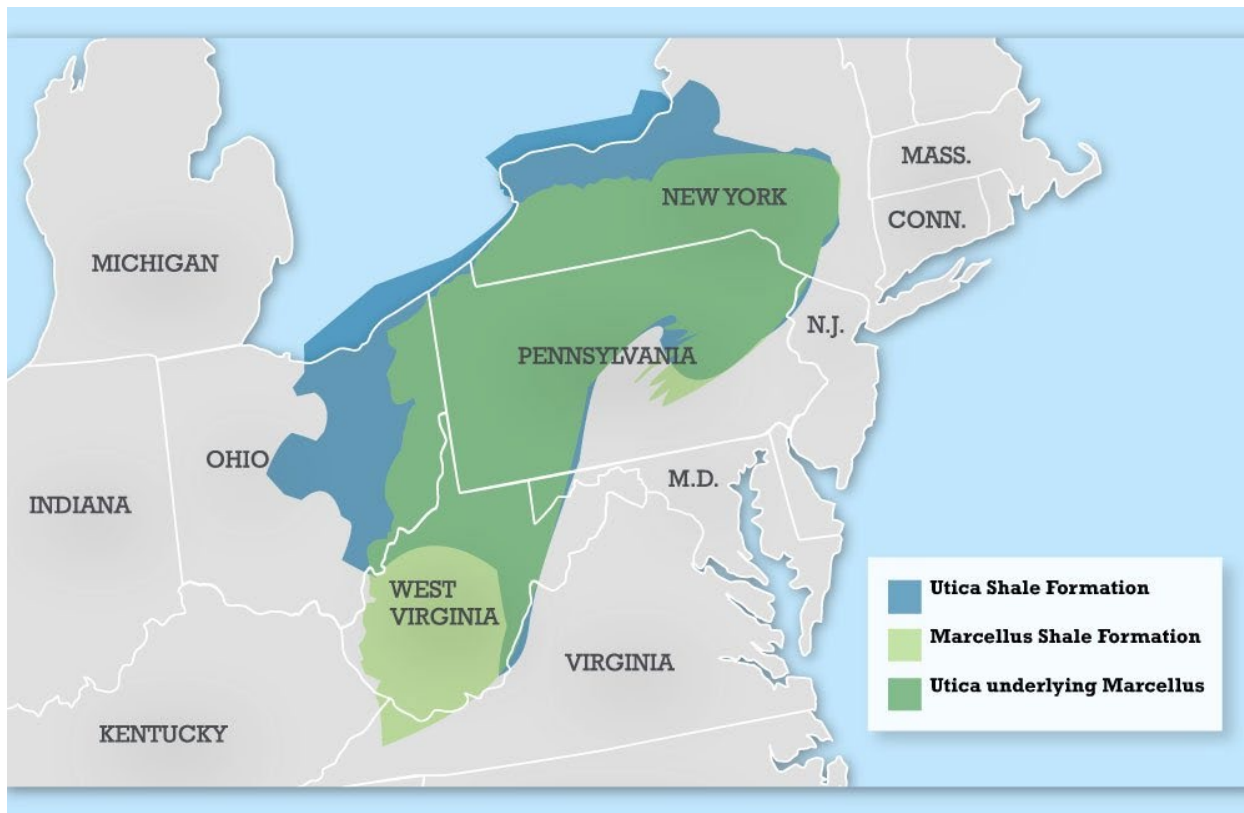 MASS.
NEW YORK
CONN.
MICHIGAN
N.J.
PENNSYLVANIA
OHIO
M.D.
INDIANA
WEST
VIRGINIA
VIRGINIA
KENTUCKY
Utica Shale Formation
Marcellus Shale Formation
Utica underlying Marcellus